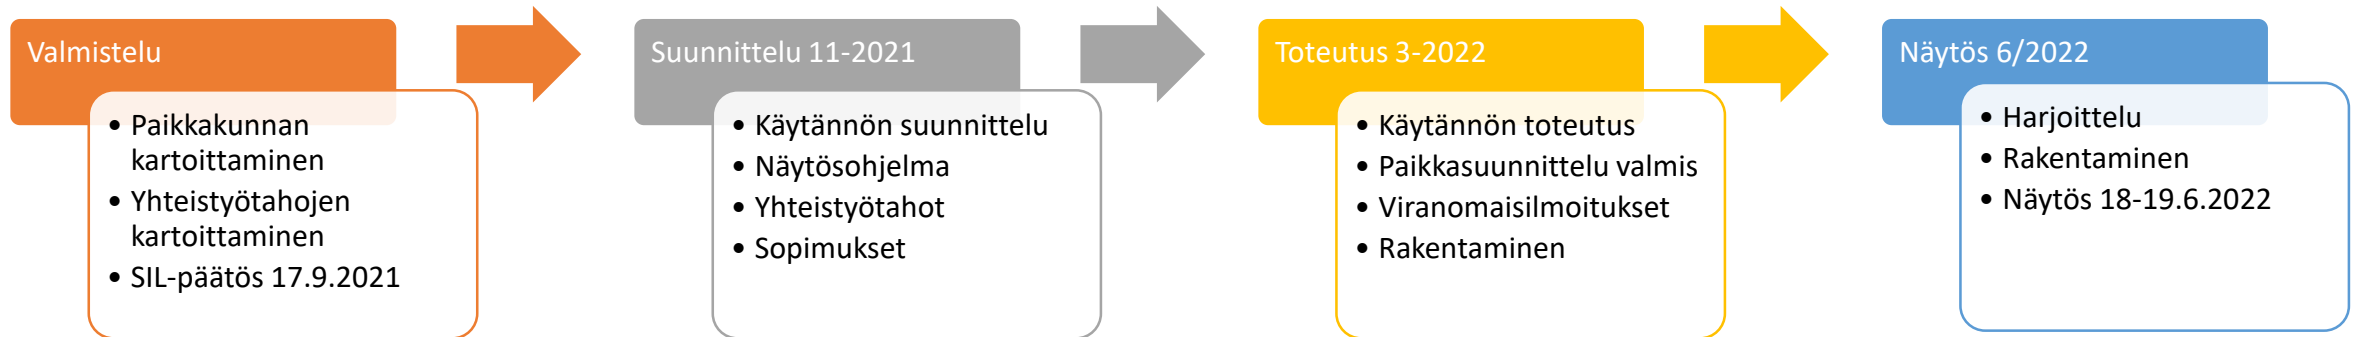 Valmistelu
• Paikkakunnan
kartoittaminen
• Yhteistyötahojen
kartoittaminen
• SIL-päätös 17.9.2021
Suunnittelu 11-2021
• Käytännön suunnittelu
• Näytösohjelma
• Yhteistyötahot
• Sopimukset
Toteutus 3-2022
• Käytännön toteutus
• Paikkasuunnittelu valmis
• Viranomaisilmoitukset
• Rakentaminen
Näytös 6/2022
• Harjoittelu
• Rakentaminen
• Näytös 18-19.6.2022